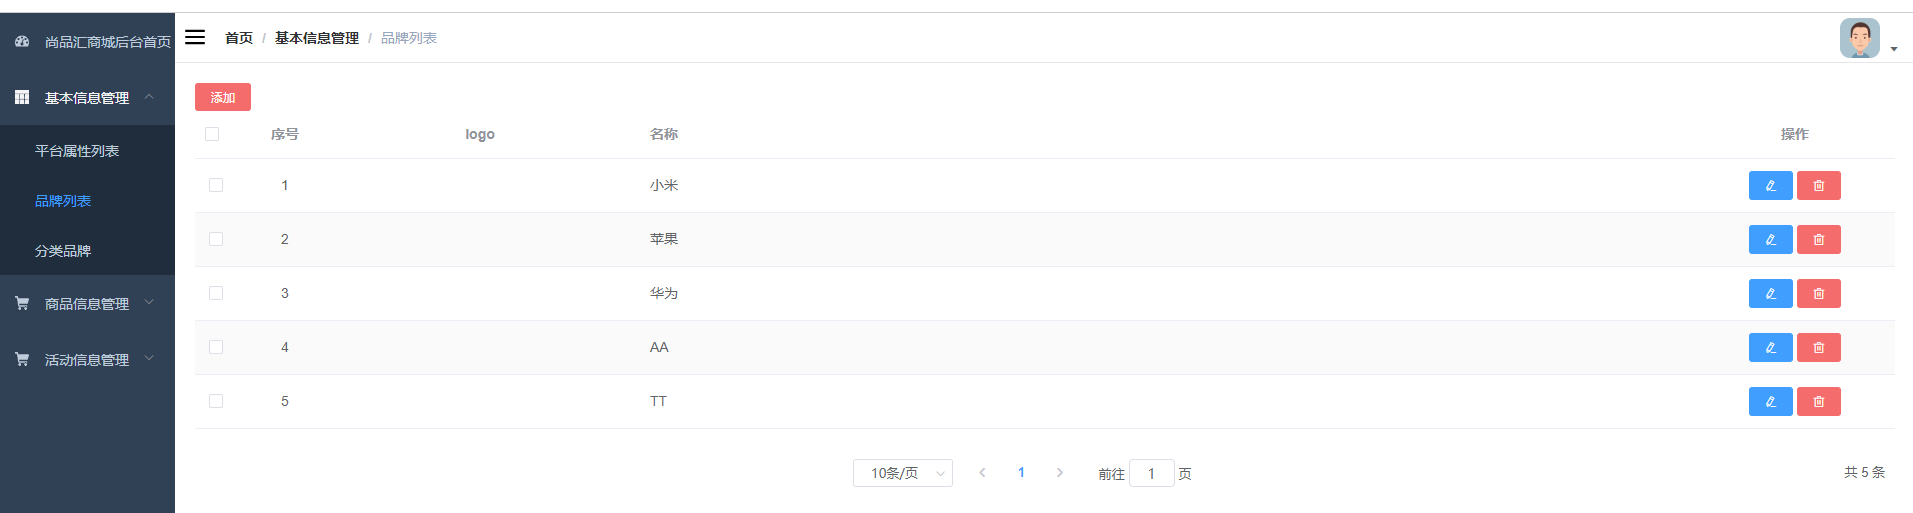 尚品汇商城后台首页
基本信息管理
平台属性列表
品牌列表
分类品牌
商品信息管理
活动信息管理
首页 / 基本信息管理 / 品牌列表
添加
序号 logo 名称 操作
1 小米
2 苹果
3 华为
4 AA
5 TT
10条/页 1 前往 1 页 共 5 条